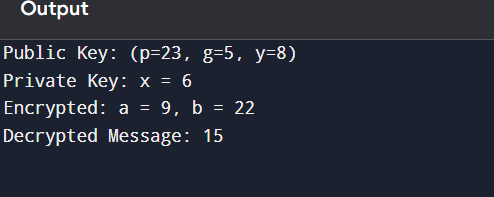 Output
Public Key: (p=23, g=5, y=8)
Private Key: x = 6
Encrypted: a = 9, b = 22
Decrypted Message: 15